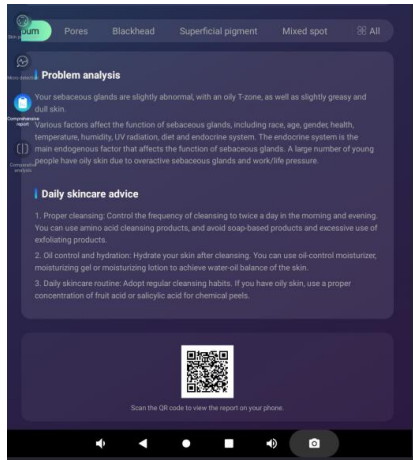 bum
Pores
Blackhead
Superficial pigment
Mixed spot
All
Problem analysis
Your sebaceous glands are slightly abnormal, with an oily T-zone, as well as slightly greasy and
dull skin.
Various factors affect the function of sebaceous glands, including race, age, gender, health,
temperature, humidity, UV radiation, diet and endocrine system. The endocrine system is the
main endogenous factor that affects the function of sebaceous glands. A large number of young
people have oily skin due to overactive sebaceous glands and work/life pressure.
Comprehensive
report
Comparative
analysis
Daily skincare advice
1. Proper cleansing: Control the frequency of cleansing to twice a day in the morning and evening.
You can use amino acid cleansing products, and avoid soap-based products and excessive use of
exfoliating products.
2. Oil control and hydration: Hydrate your skin after cleansing. You can use oil-control moisturizer,
moisturizing gel or moisturizing lotion to achieve water-oil balance of the skin.
3. Daily skincare routine: Adopt regular cleansing habits. If you have oily skin, use a proper
concentration of fruit acid or salicylic acid for chemical peels.
Scan the QR code to view the report on your phone.